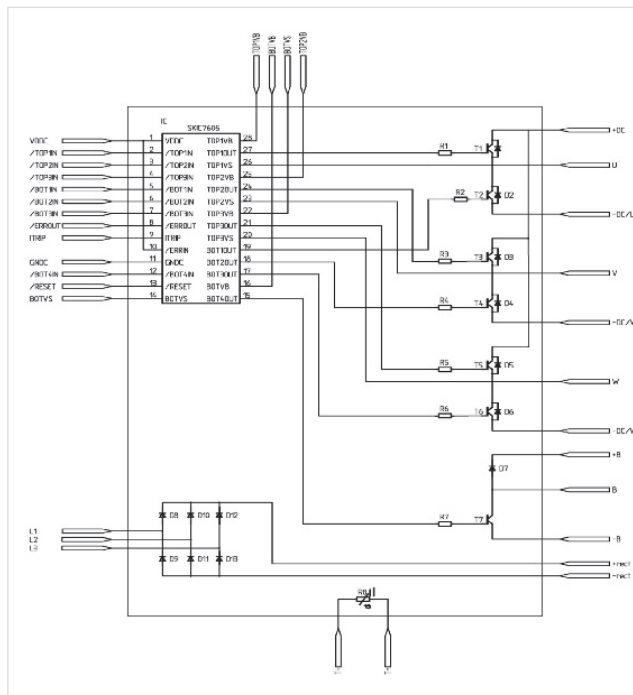 TOP1VB
BOTVB
BOTVS
TOP2VB
IC
SKIC7605
VDDC 1 VDDC TOP1VB 28
/TOP1IN 2 /TOP1IN TOP1OUT 27
/TOP2IN 3 /TOP2IN TOP1VS 26
/TOP3IN 4 /TOP3IN TOP2VB 25
/BOT1IN 5 /BOT1IN TOP2OUT 24
/BOT2IN 6 /BOT2IN TOP2VS 23
/BOT3IN 7 /BOT3IN TOP3VB 22
/ERROUT 8 /ERROUT TOP3OUT 21
ITRIP 9 ITRIP TOP3VS 20
10 /ERRIN BOT1OUT 19
GNDC 11 GNDC BOT2OUT 18
/BOT4IN 12 /BOT4IN BOT3OUT 17
/RESET 13 /RESET BOTVB 16
BOTVS 14 BOTVS BOT4OUT 15
+DC
R1 T1
U
R2 T2 D2
R3 T3 D3
V
R4 T4 D4
R5 T5 D5
W
R6 T6 D6
+B
D7
B
R7 T7
-B
D8 D10 D12
L1
L2
L3
D9 D11 D13
+rect
-rect